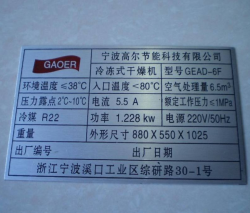 GAOER
宁波高尔节能科技有限公司
冷冻式干燥机 型号GEAD-6F
环境温度≤38℃ 入口温度<80℃ 空气处理量6.5m³
压力露点2℃-10℃ 电流 5.5 A 额定工作压力≤1MPa
冷媒 R22 功率 1.228 kw 电源 220V/50Hz
重量 外形尺寸 880 X 550 X 1025
出厂编号 出厂日期
浙江宁波溪口工业区综研路30-1号